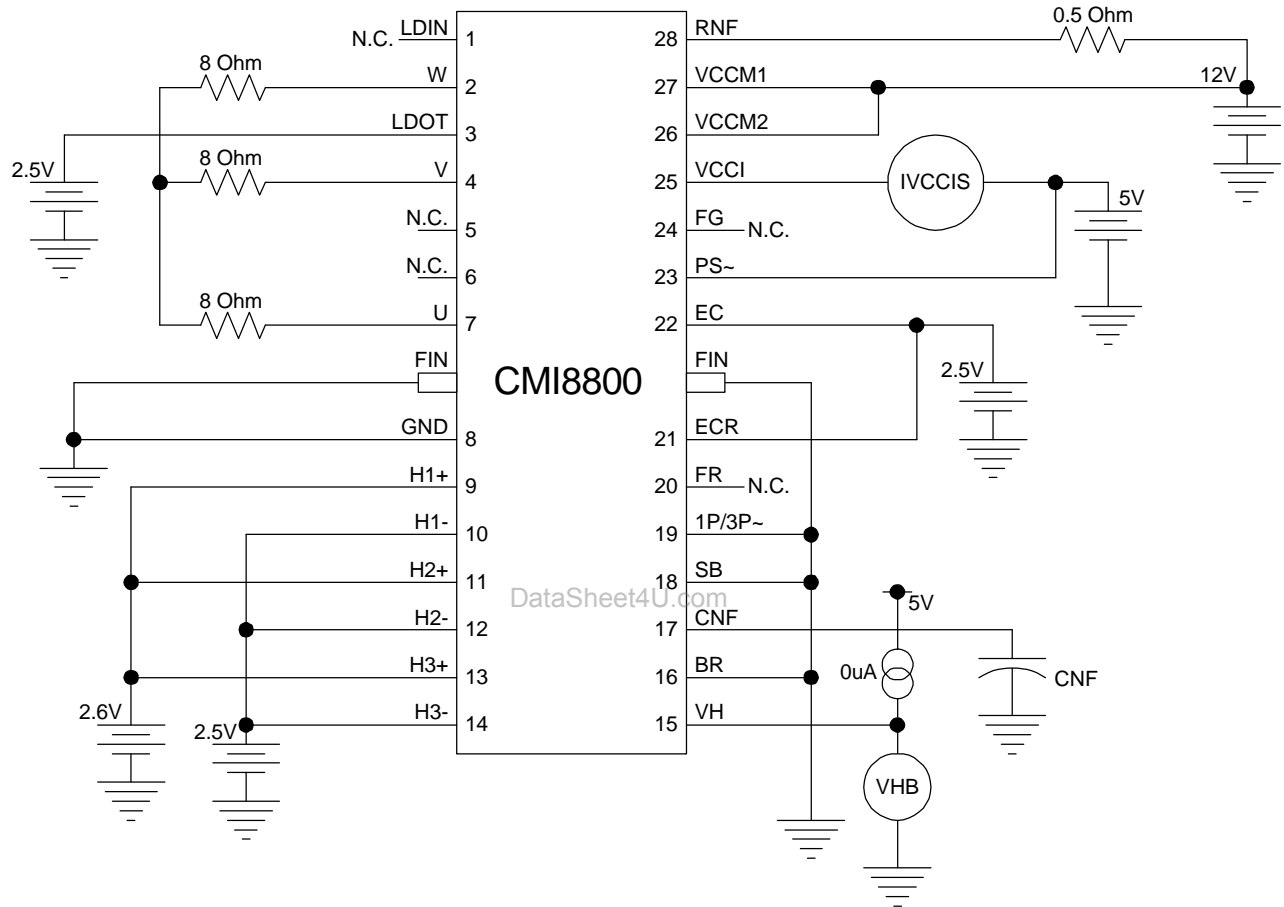 LDIN
N.C.
1
8 Ohm
W
2
LDOT
3
2.5V
8 Ohm
V
4
N.C.
5
N.C.
6
8 Ohm
U
7
FIN
GND
8
H1+
9
H1-
10
H2+
11
H2-
12
H3+
13
2.6V
H3-
14
2.5V
CMI8800
DataSheet4U.com
28
RNF
0.5 Ohm
27
VCCM1
12V
26
VCCM2
25
VCCI
IVCCIS
5V
24
FG
N.C.
23
PS~
22
EC
FIN
2.5V
21
ECR
20
FR
N.C.
19
1P/3P~
18
SB
5V
17
CNF
0uA
CNF
16
BR
15
VH
VHB